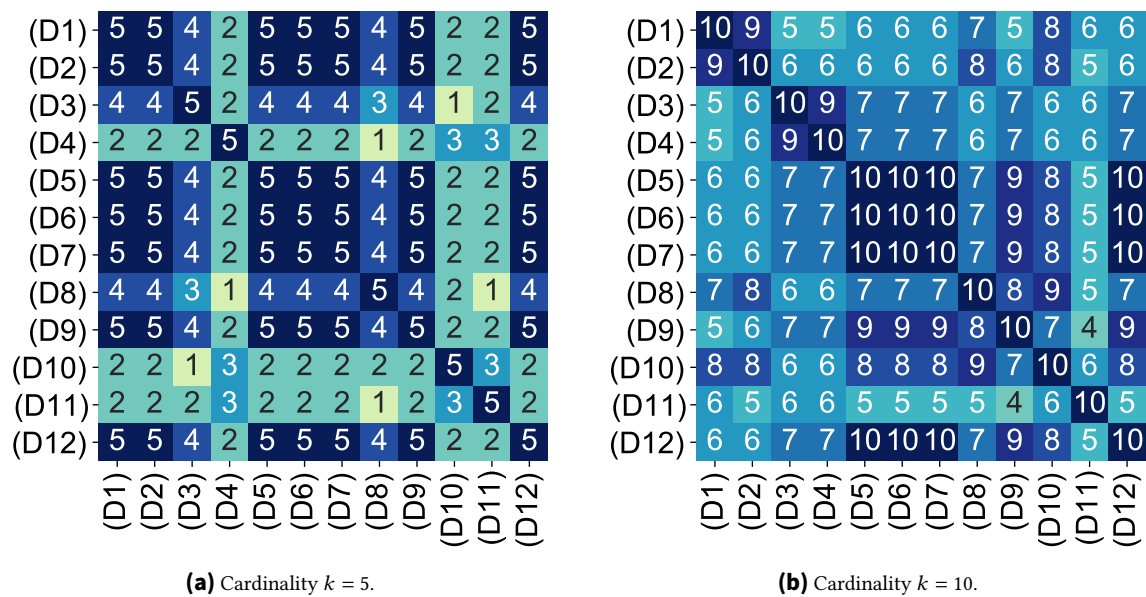 (D1) 5 5 4 2 5 5 5 4 5 2 2 5
(D2) 5 5 4 2 5 5 5 4 5 2 2 5
(D3) 4 4 5 2 4 4 4 3 4 1 2 4
(D4) 2 2 2 5 2 2 2 1 2 3 3 2
(D5) 5 5 4 2 5 5 5 4 5 2 2 5
(D6) 5 5 4 2 5 5 5 4 5 2 2 5
(D7) 5 5 4 2 5 5 5 4 5 2 2 5
(D8) 4 4 3 1 4 4 4 5 4 2 1 4
(D9) 5 5 4 2 5 5 5 4 5 2 2 5
(D10) 2 2 1 3 2 2 2 2 2 5 3 2
(D11) 2 2 2 3 2 2 2 1 2 3 5 2
(D12) 5 5 4 2 5 5 5 4 5 2 2 5
(D1) (D2) (D3) (D4) (D5) (D6) (D7) (D8) (D9) (D10) (D11) (D12)
(a) Cardinality k = 5.
(D1) 10 9 5 5 6 6 6 7 5 8 6 6
(D2) 9 10 6 6 6 6 6 8 6 8 5 6
(D3) 5 6 10 9 7 7 7 6 7 6 6 7
(D4) 5 6 9 10 7 7 7 6 7 6 6 7
(D5) 6 6 7 7 10 10 10 7 9 8 5 10
(D6) 6 6 7 7 10 10 10 7 9 8 5 10
(D7) 6 6 7 7 10 10 10 7 9 8 5 10
(D8) 7 8 6 6 7 7 7 10 8 9 5 7
(D9) 5 6 7 7 9 9 9 8 10 7 4 9
(D10) 8 8 6 6 8 8 8 9 7 10 6 8
(D11) 6 5 6 6 5 5 5 5 4 6 10 5
(D12) 6 6 7 7 10 10 10 7 9 8 5 10
(D1) (D2) (D3) (D4) (D5) (D6) (D7) (D8) (D9) (D10) (D11) (D12)
(b) Cardinality k = 10.